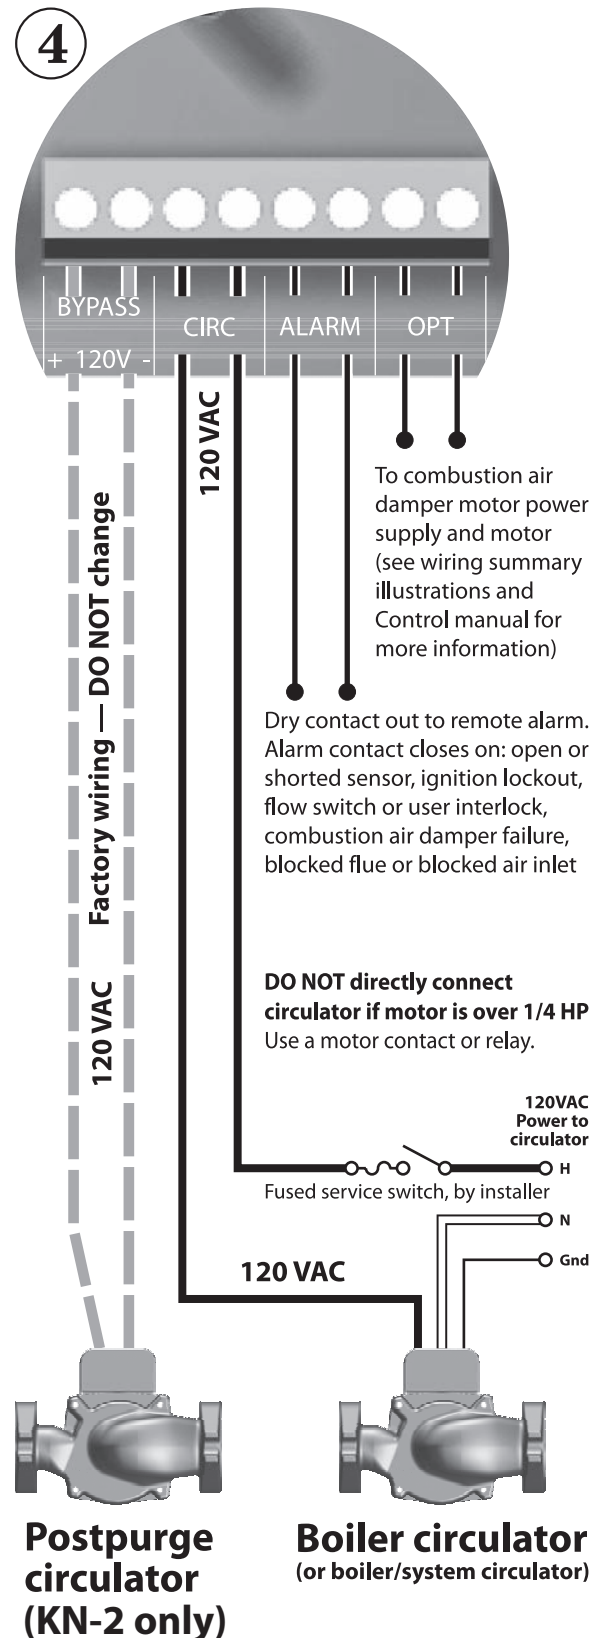 4
BYPASS
CIRC
ALARM
OPT
+ 120V -
120 VAC
Factory wiring — DO NOT change
120 VAC
To combustion air
damper motor power
supply and motor
(see wiring summary
illustrations and
Control manual for
more information)
Dry contact out to remote alarm.
Alarm contact closes on: open or
shorted sensor, ignition lockout,
flow switch or user interlock,
combustion air damper failure,
blocked flue or blocked air inlet
DO NOT directly connect
circulator if motor is over 1/4 HP
Use a motor contact or relay.
120VAC
Power to
circulator
H
Fused service switch, by installer
N
Gnd
120 VAC
Postpurge
circulator
(KN-2 only)
Boiler circulator
(or boiler/system circulator)